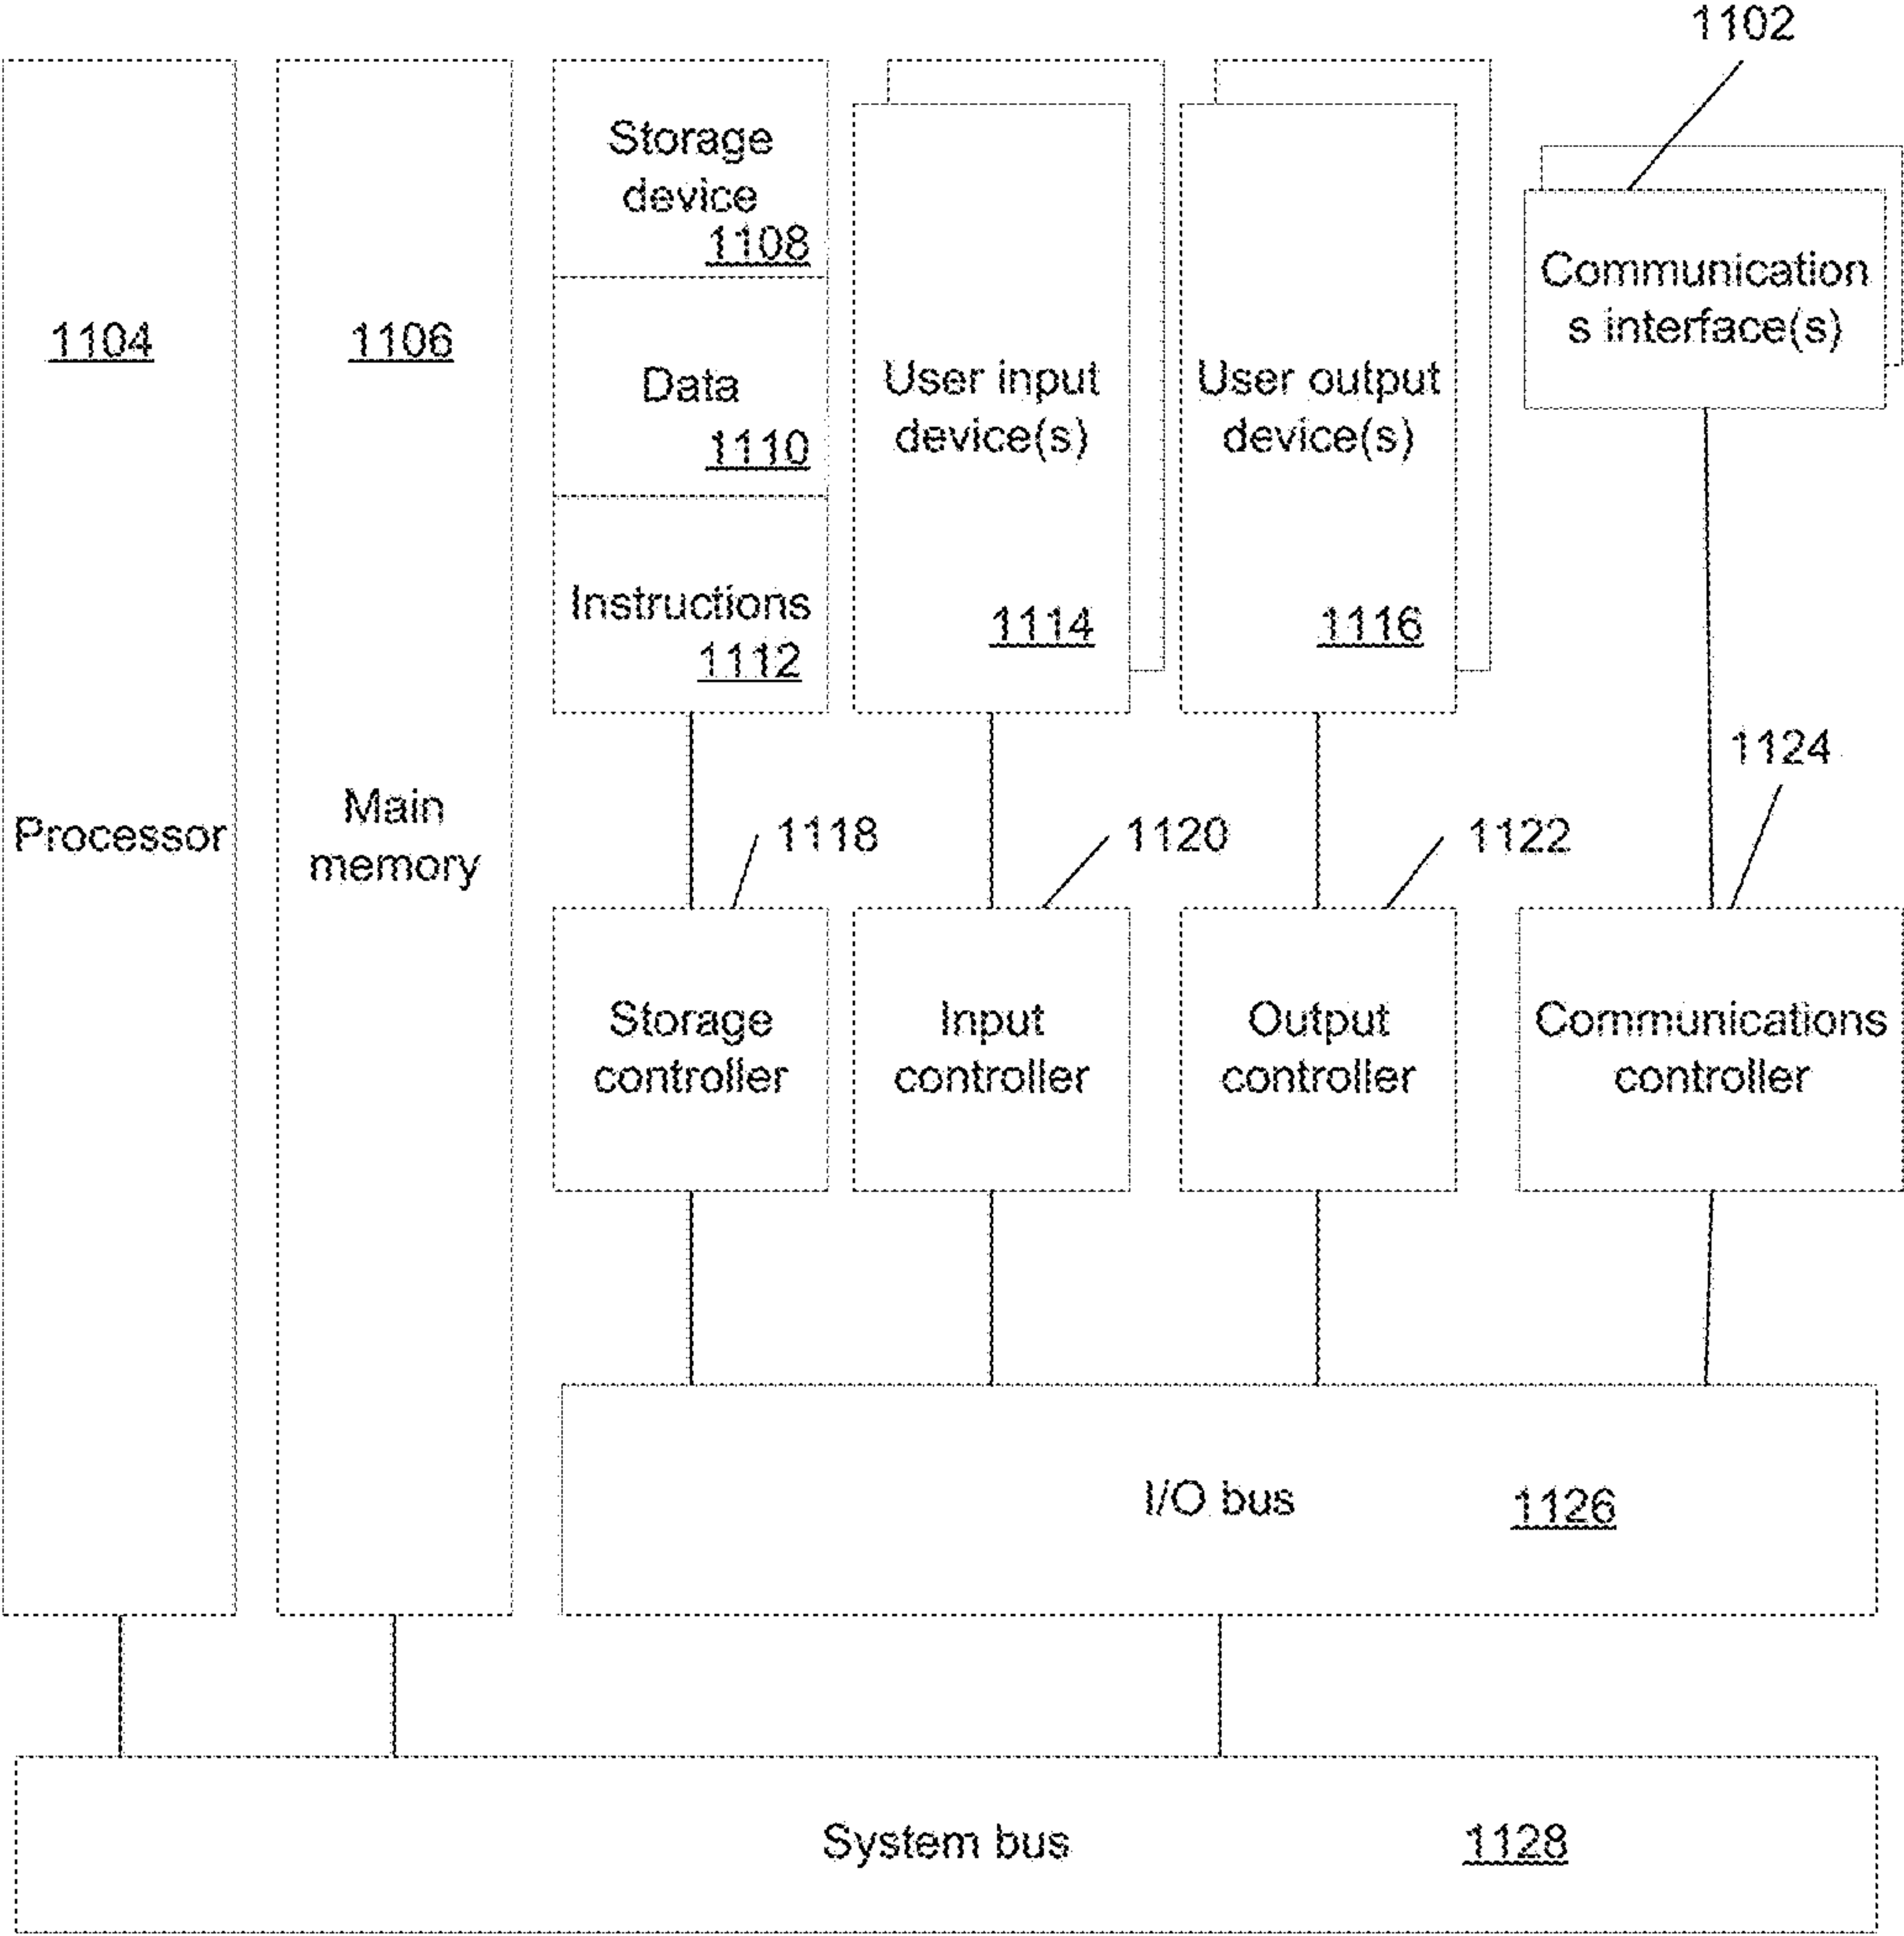 1102
Storage
device
1108
Communication
s interface(s)
1104
1106
Data
1110
User input
device(s)
User output
device(s)
Instructions
1112
1114
1116
1124
Processor
Main
memory
1118
1120
1122
Storage
controller
Input
controller
Output
controller
Communications
controller
I/O bus
1126
System bus
1128